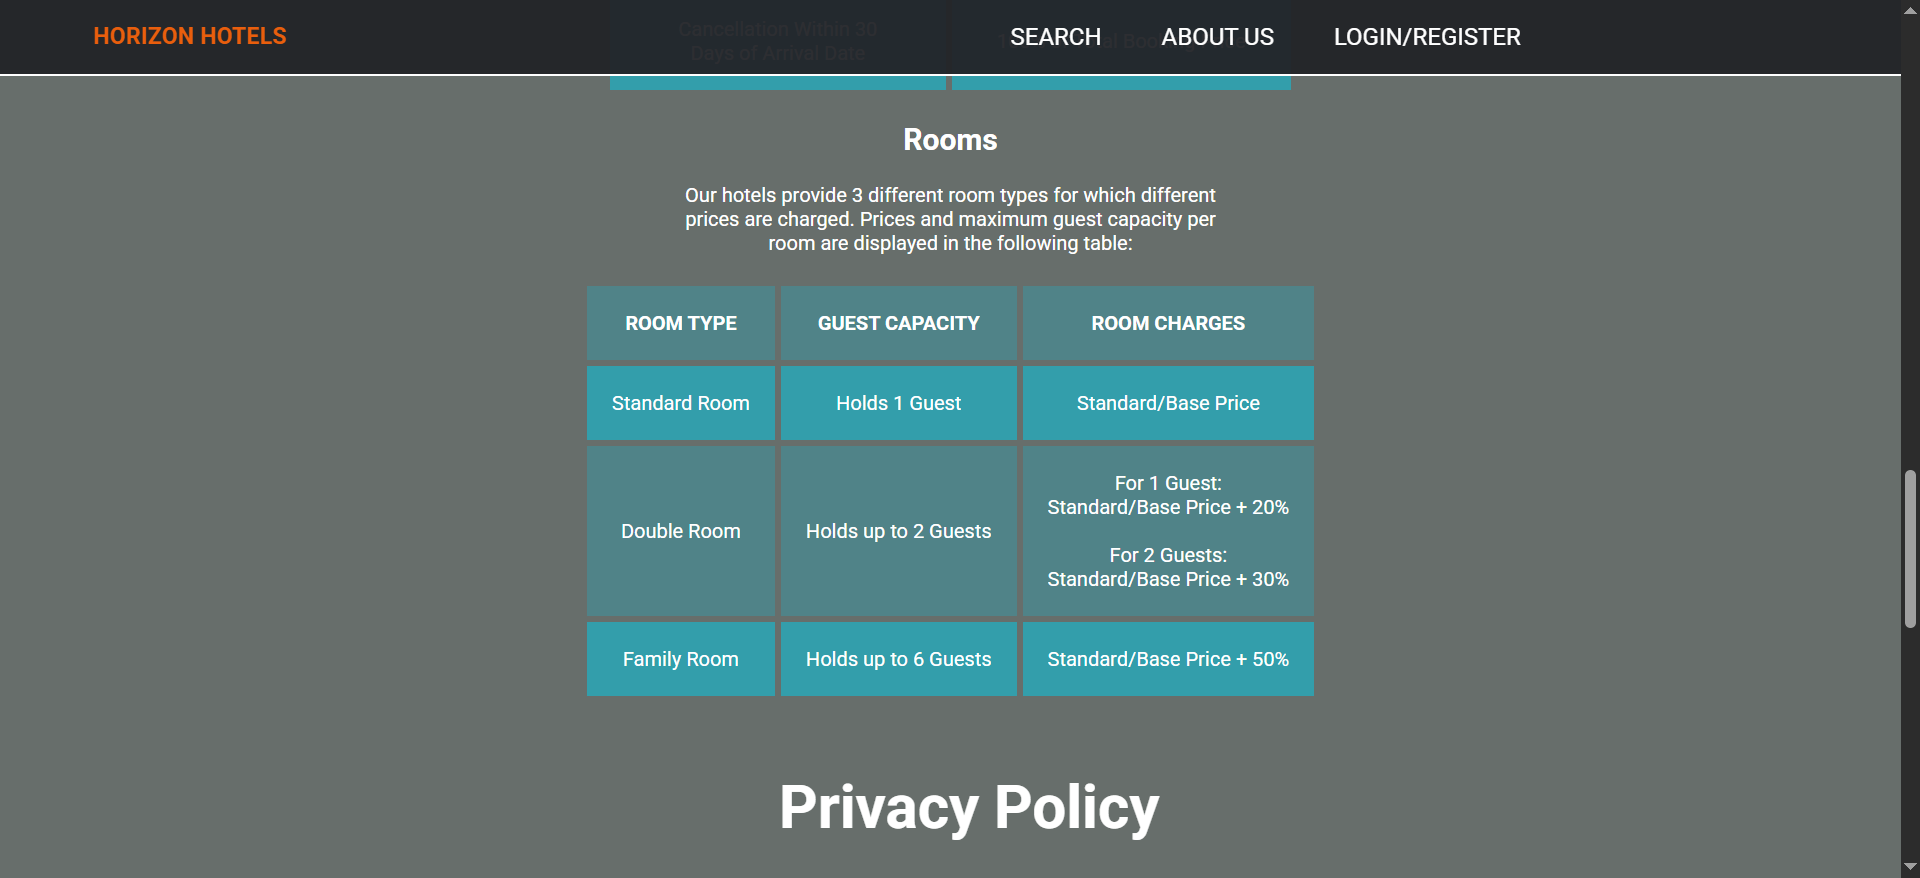 HORIZON HOTELS
SEARCH
ABOUT US
LOGIN/REGISTER
Cancellation Within 30
Days of Arrival Date
Rooms
Our hotels provide 3 different room types for which different
prices are charged. Prices and maximum guest capacity per
room are displayed in the following table:
ROOM TYPE
GUEST CAPACITY
ROOM CHARGES
Standard Room
Holds 1 Guest
Standard/Base Price
Double Room
Holds up to 2 Guests
For 1 Guest:
Standard/Base Price + 20%
For 2 Guests:
Standard/Base Price + 30%
Family Room
Holds up to 6 Guests
Standard/Base Price + 50%
Privacy Policy